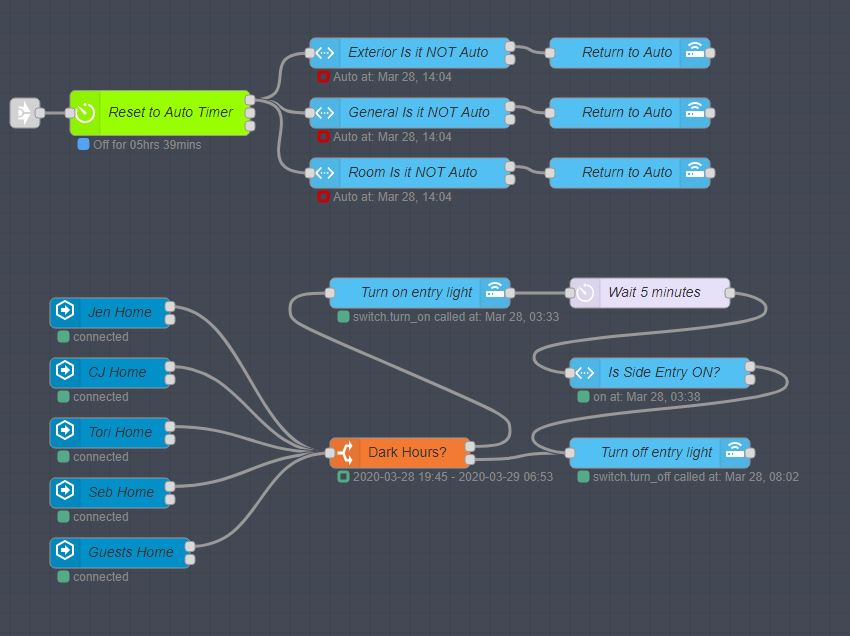 Exterior Is it NOT Auto
Return to Auto
Auto at: Mar 28, 14:04
Reset to Auto Timer
General Is it NOT Auto
Return to Auto
Off for 05hrs 39mins
Auto at: Mar 28, 14:04
Room Is it NOT Auto
Return to Auto
Auto at: Mar 28, 14:04
Turn on entry light
Wait 5 minutes
switch.turn_on called at: Mar 28, 03:33
Jen Home
connected
CJ Home
connected
Is Side Entry ON?
on at: Mar 28, 03:38
Tori Home
connected
Dark Hours?
2020-03-28 19:45 - 2020-03-29 06:53
Turn off entry light
switch.turn_off called at: Mar 28, 08:02
Seb Home
connected
Guests Home
connected